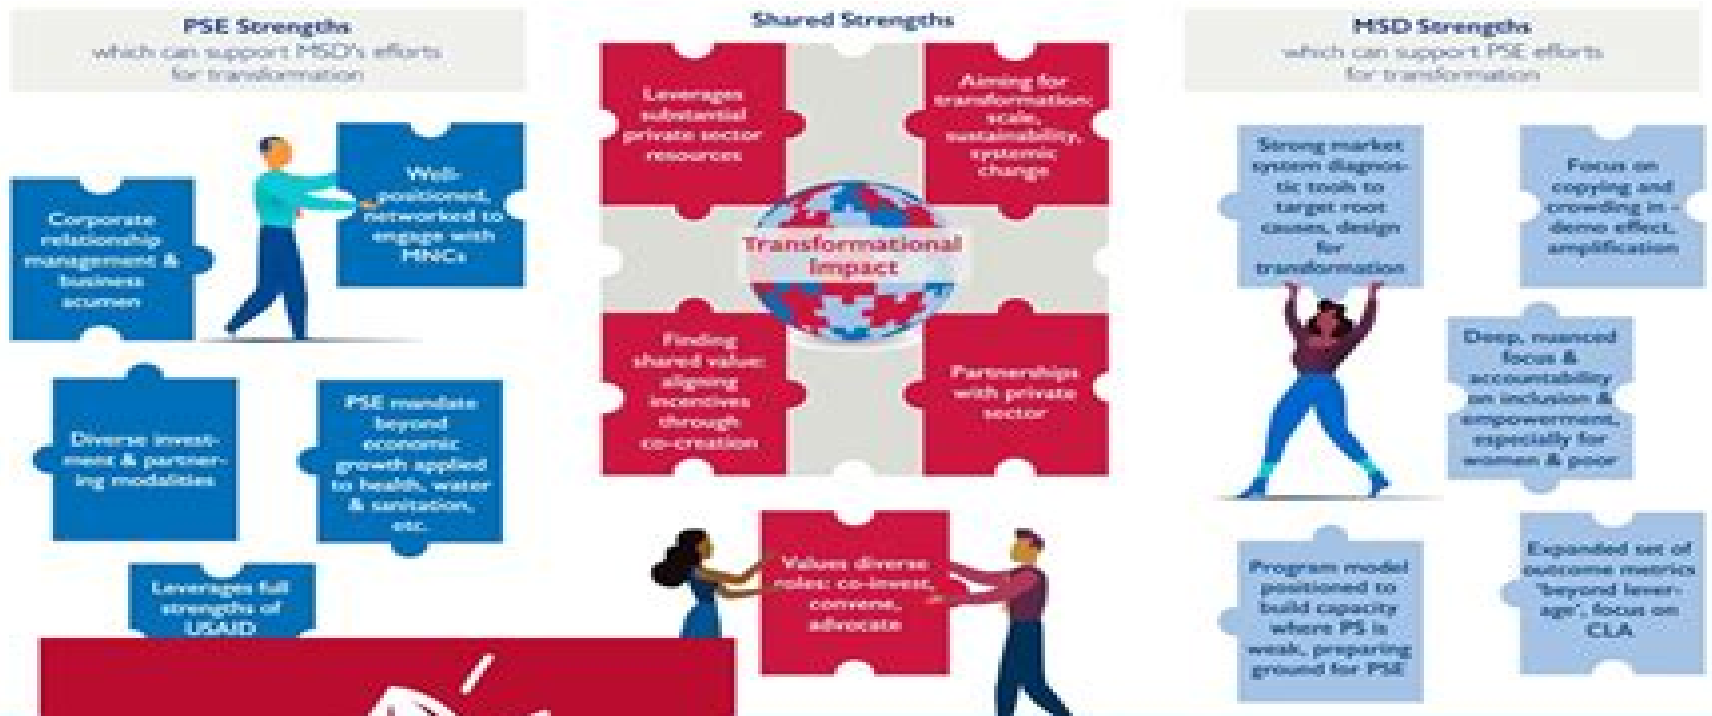 PSE Strengths
which can support MSD's efforts
for transformation
Corporate
relationship
management &
business
acumen
Well-
positioned,
networked to
engage with
MNCs
Diverse invest-
ment & partner-
ing modalities
PSE mandate
beyond
economic
growth applied
to health, water
& sanitation,
etc.
Leverages full
strengths of
USAID
Shared Strengths
Leverages
substantial
private sector
resources
Aiming for
transformation:
scale,
sustainability,
systemic
change
Transformational
Impact
Finding
shared value:
aligning
incentives
through
co-creation
Partnerships
with private
sector
Values diverse
roles: co-invest,
convene,
advocate
MSD Strengths
which can support PSE efforts
for transformation
Strong market
system diagnos-
tic tools to
target root
causes, design
for
transformation
Focus on
copying and
crowding in -
demo effect,
amplification
Deep, nuanced
focus &
accountability
on inclusion &
empowerment,
especially for
women & poor
Program model
positioned to
build capacity
where PS is
weak, preparing
ground for PSE
Expanded set of
outcome metrics
'beyond lever-
age', focus on
CLA